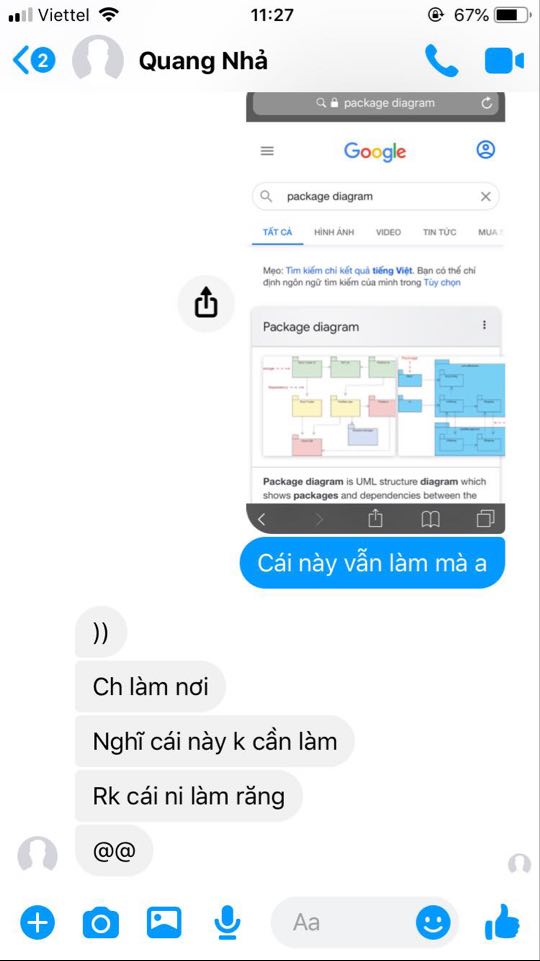 Viettel 11:27 67%
2 Quang Nhả
package diagram
Google
package diagram
TẤT CẢ HÌNH ẢNH VIDEO TIN TỨC MUA
Mẹo: Tìm kiếm chỉ kết quả tiếng Việt. Bạn có thể chỉ
định ngôn ngữ tìm kiếm của mình trong Tùy chọn
Package diagram
Package diagram is UML structure diagram which
shows packages and dependencies between the
Cái này vẫn làm mà a
))
Ch làm nơi
Nghĩ cái này k cần làm
Rk cái ni làm răng
@@
Aa